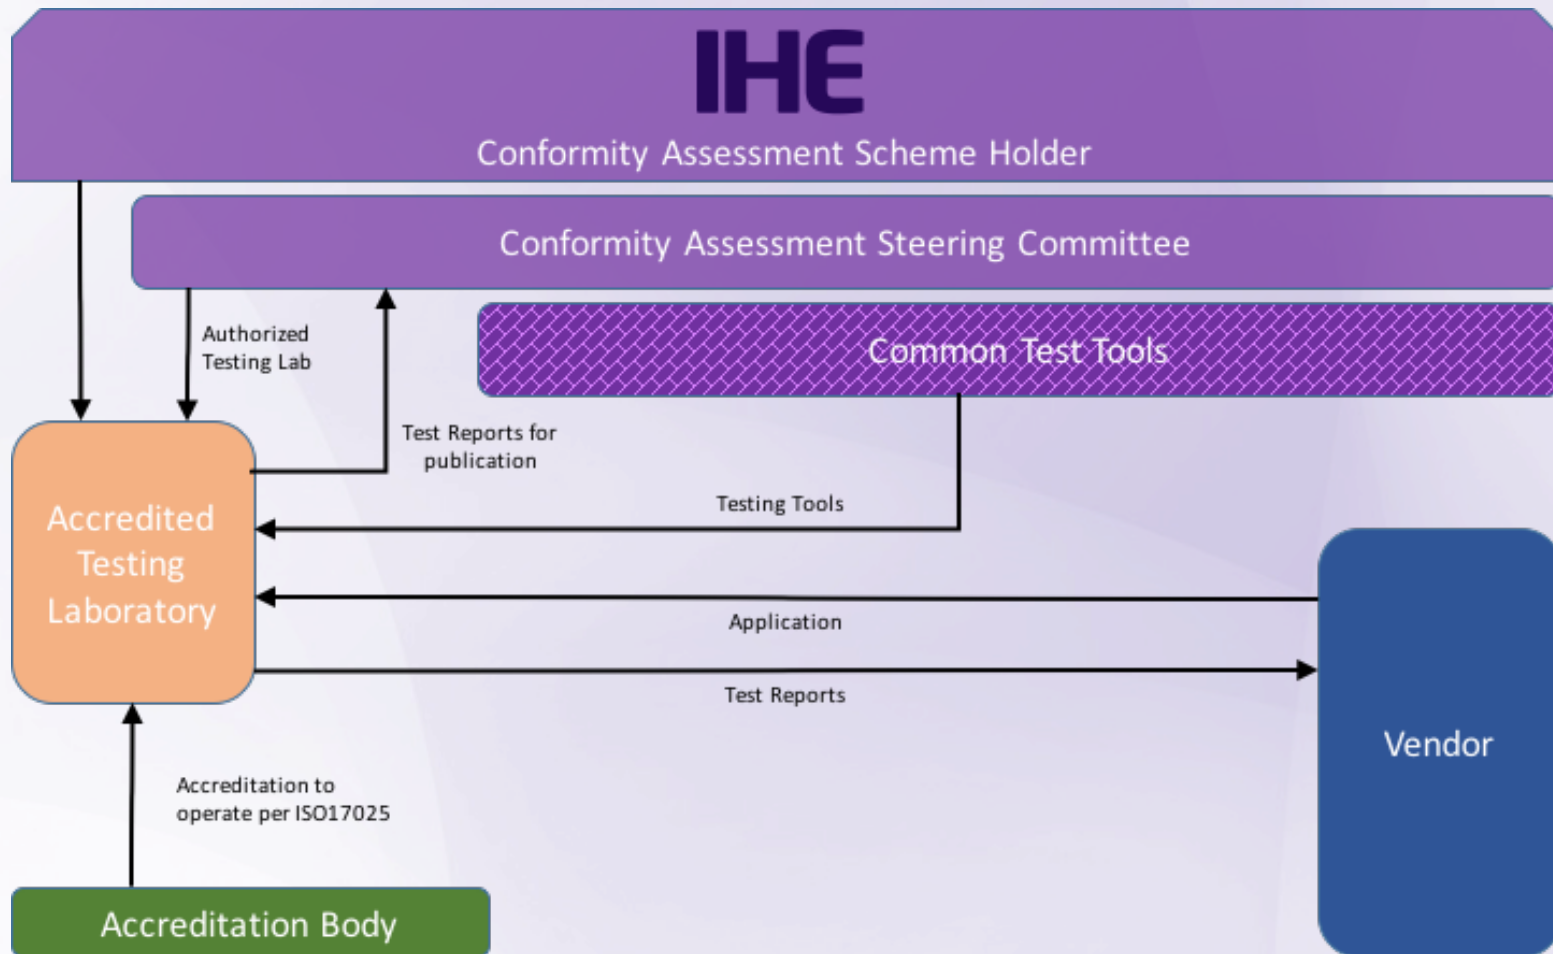 IHE
Conformity Assessment Scheme Holder
Conformity Assessment Steering Committee
Authorized
Testing Lab
Common Test Tools
Test Reports for
publication
Testing Tools
Accredited
Testing
Laboratory
Application
Test Reports
Vendor
Accreditation to
operate per ISO17025
Accreditation Body